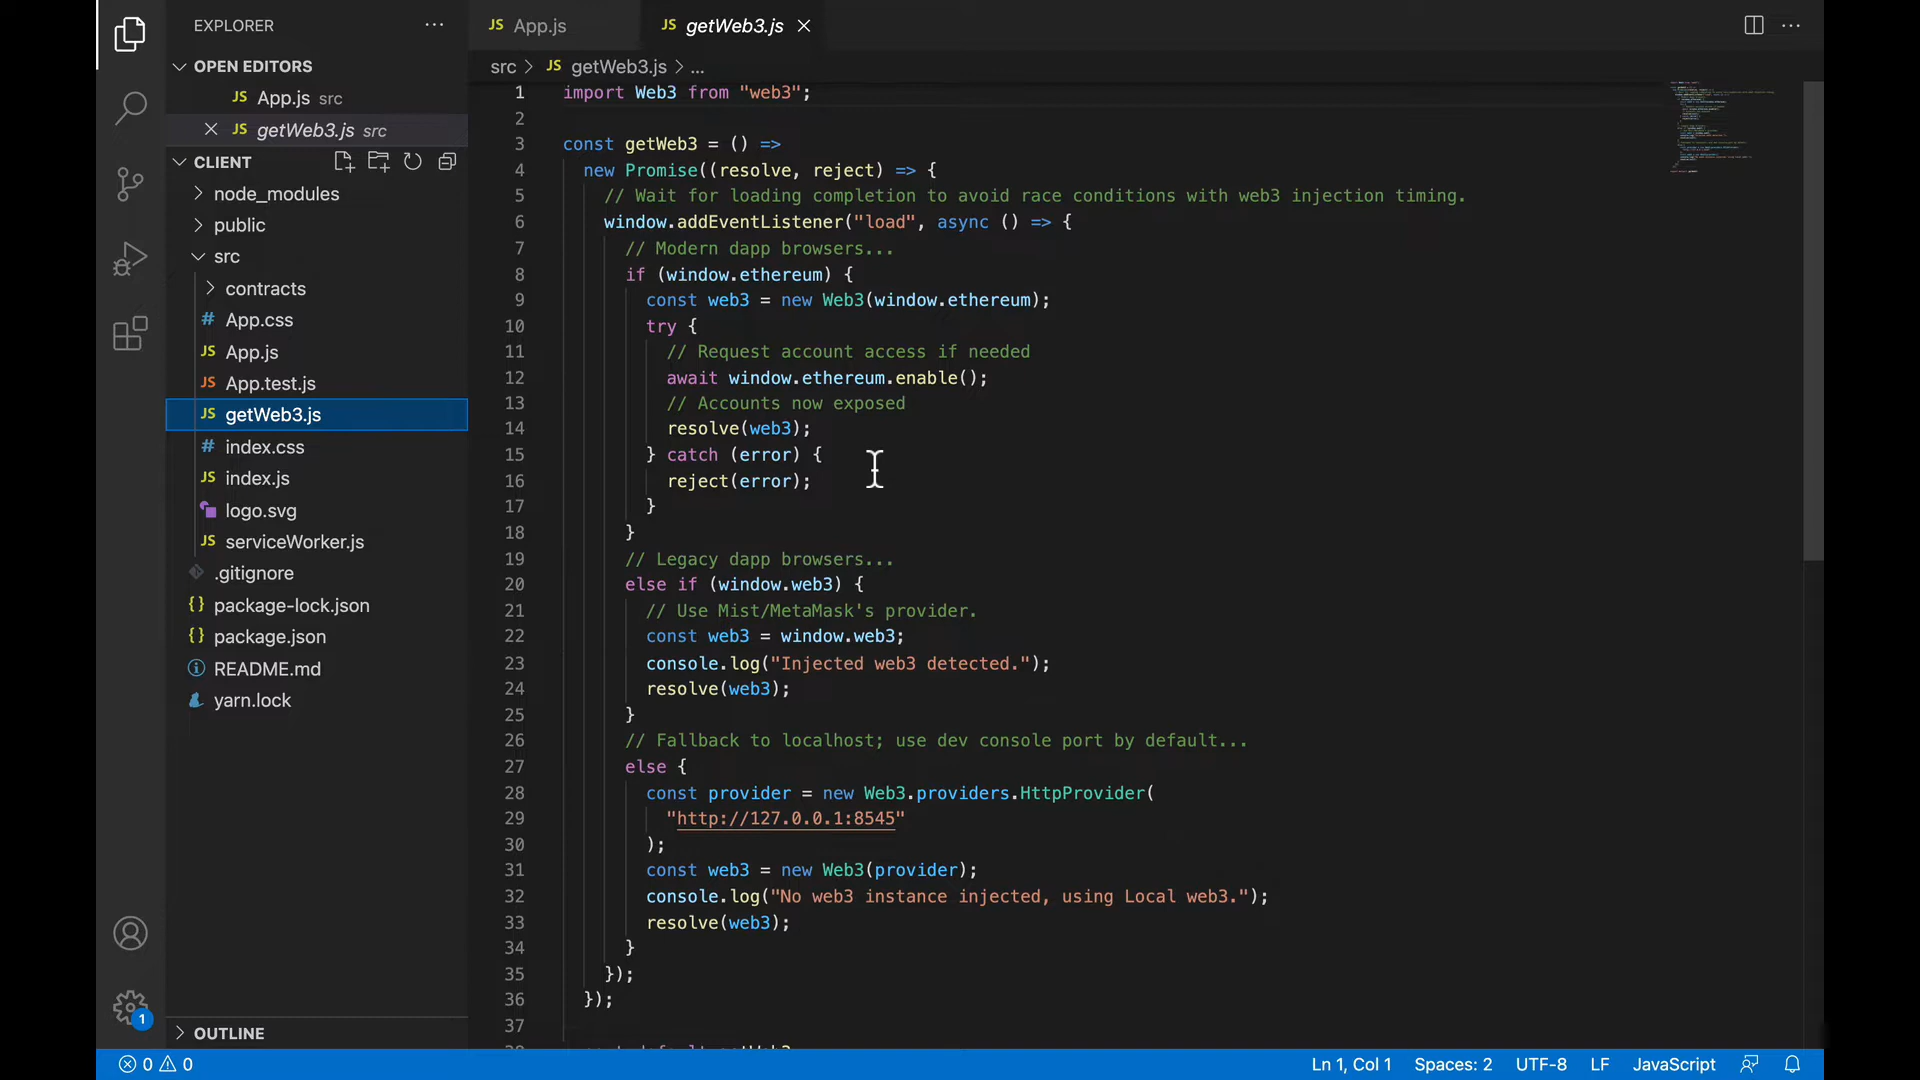 EXPLORER
OPEN EDITORS
JS App.js src
JS getWeb3.js src
CLIENT
node_modules
public
src
contracts
# App.css
JS App.js
JS App.test.js
JS getWeb3.js
# index.css
JS index.js
logo.svg
JS serviceWorker.js
.gitignore
{} package-lock.json
{} package.json
README.md
yarn.lock
OUTLINE
1
JS App.js
JS getWeb3.js
src > JS getWeb3.js > ...
1 import Web3 from "web3";
2
3 const getWeb3 = () =>
4 new Promise((resolve, reject) => {
5 // Wait for loading completion to avoid race conditions with web3 injection timing.
6 window.addEventListener("load", async () => {
7 // Modern dapp browsers...
8 if (window.ethereum) {
9 const web3 = new Web3(window.ethereum);
10 try {
11 // Request account access if needed
12 await window.ethereum.enable();
13 // Accounts now exposed
14 resolve(web3);
15 } catch (error) {
16 reject(error);
17 }
18 }
19 // Legacy dapp browsers...
20 else if (window.web3) {
21 // Use Mist/MetaMask's provider.
22 const web3 = window.web3;
23 console.log("Injected web3 detected.");
24 resolve(web3);
25 }
26 // Fallback to localhost; use dev console port by default...
27 else {
28 const provider = new Web3.providers.HttpProvider(
29 "http://127.0.0.1:8545"
30 );
31 const web3 = new Web3(provider);
32 console.log("No web3 instance injected, using Local web3.");
33 resolve(web3);
34 }
35 });
36 });
37
0 0 Ln 1, Col 1 Spaces: 2 UTF-8 LF JavaScript